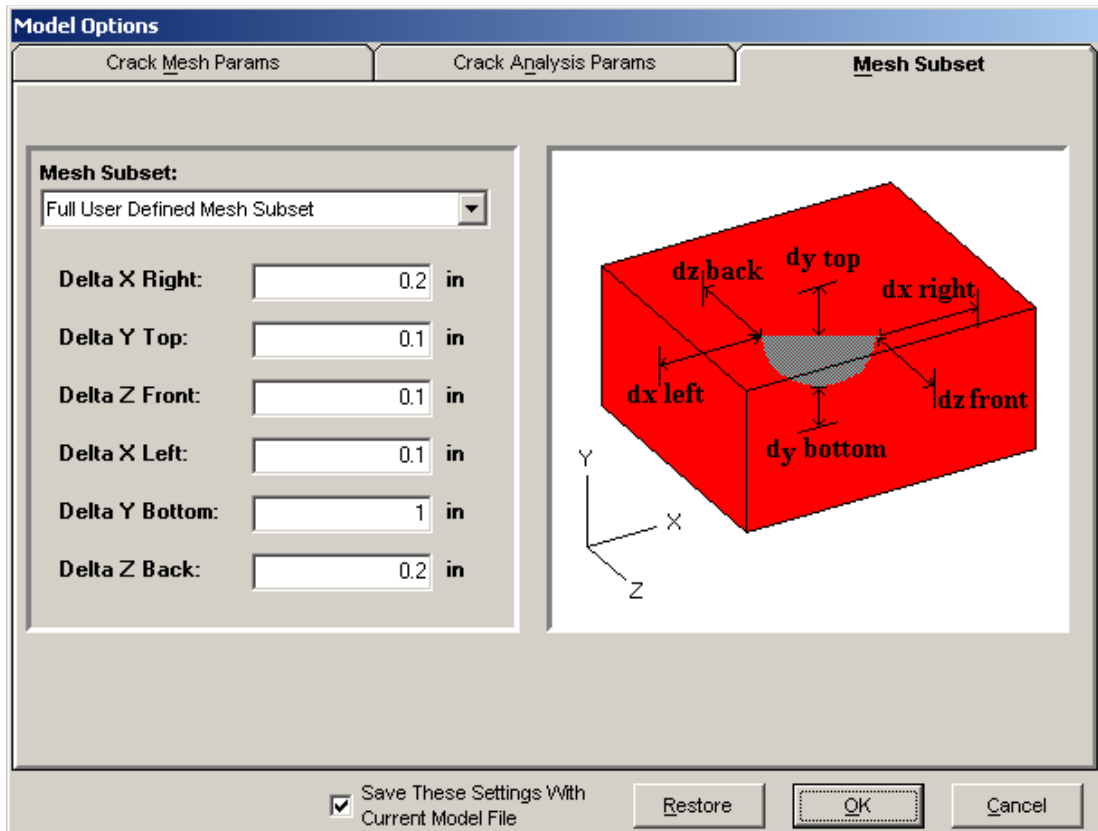 Model Options
Crack Mesh Params
Crack Analysis Params
Mesh Subset
Mesh Subset:
Full User Defined Mesh Subset
Delta X Right: 0.2 in
Delta Y Top: 0.1 in
Delta Z Front: 0.1 in
Delta X Left: 0.1 in
Delta Y Bottom: 1 in
Delta Z Back: 0.2 in
dz back
dy top
dx right
dx left
dz front
dy bottom
Y
X
Z
Save These Settings With
Current Model File
Restore
OK
Cancel